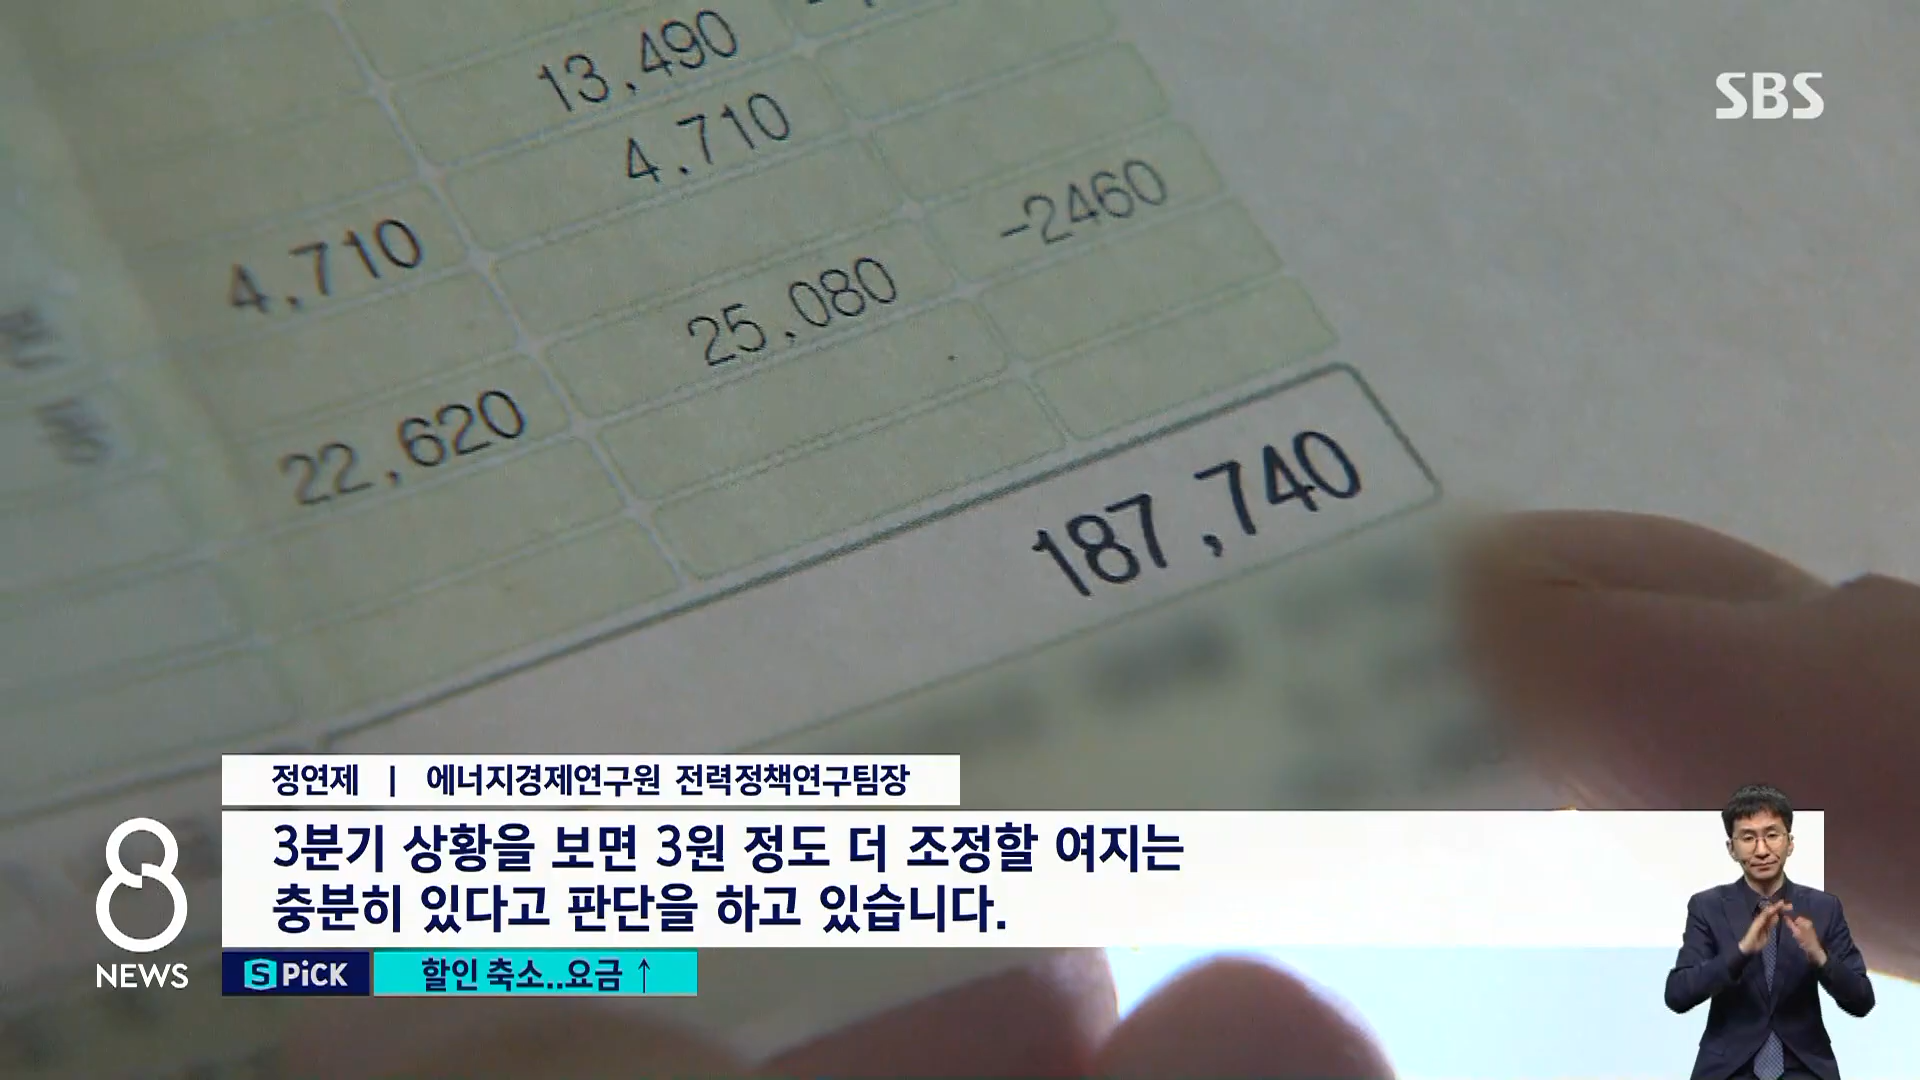 13,490
SBS
4,710
-2460
4,710
25,080
22,620
187,740
정연제 | 에너지경제연구원 전력정책연구팀장
3분기 상황을 보면 3원 정도 더 조정할 여지는
충분히 있다고 판단을 하고 있습니다.
8
NEWS
S PiCK 할인 축소..요금 ↑